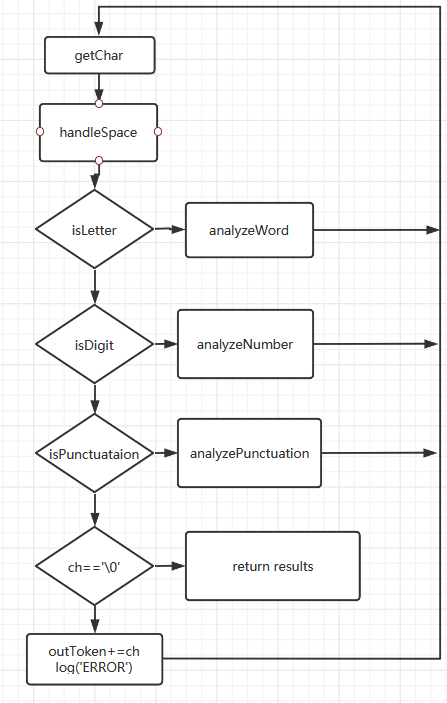 getChar
handleSpace
isLetter
analyzeWord
isDigit
analyzeNumber
isPunctuataion
analyzePunctuation
ch=='\0'
return results
outToken+=ch
log('ERROR')